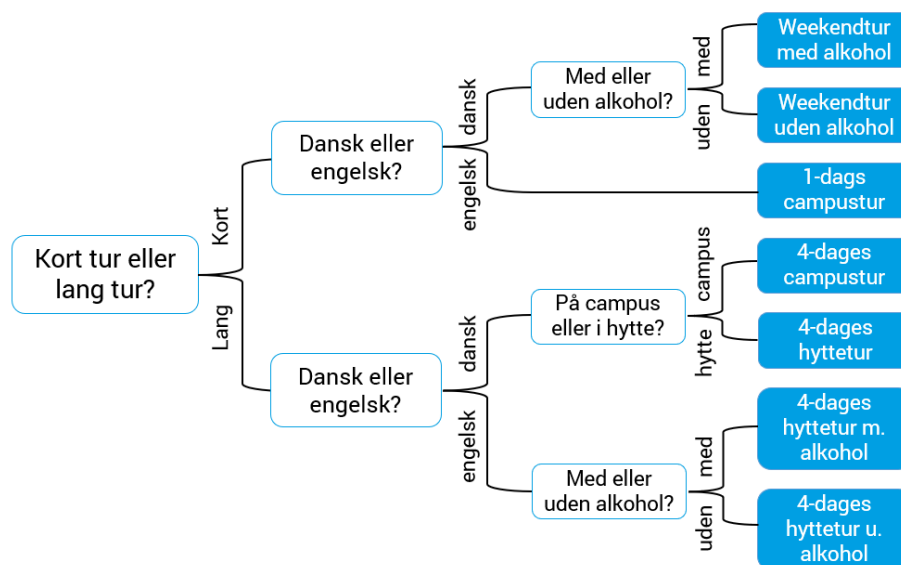 Kort tur eller
lang tur?
Kort
Lang
Dansk eller
engelsk?
dansk
engelsk
Med eller
uden alkohol?
med
uden
Weekendtur
med alkohol
Weekendtur
uden alkohol
1-dags
campustur
Dansk eller
engelsk?
dansk
engelsk
På campus
eller i hytte?
campus
hytte
4-dages
campustur
4-dages
hyttetur
Med eller
uden alkohol?
med
uden
4-dages
hyttetur m.
alkohol
4-dages
hyttetur u.
alkohol